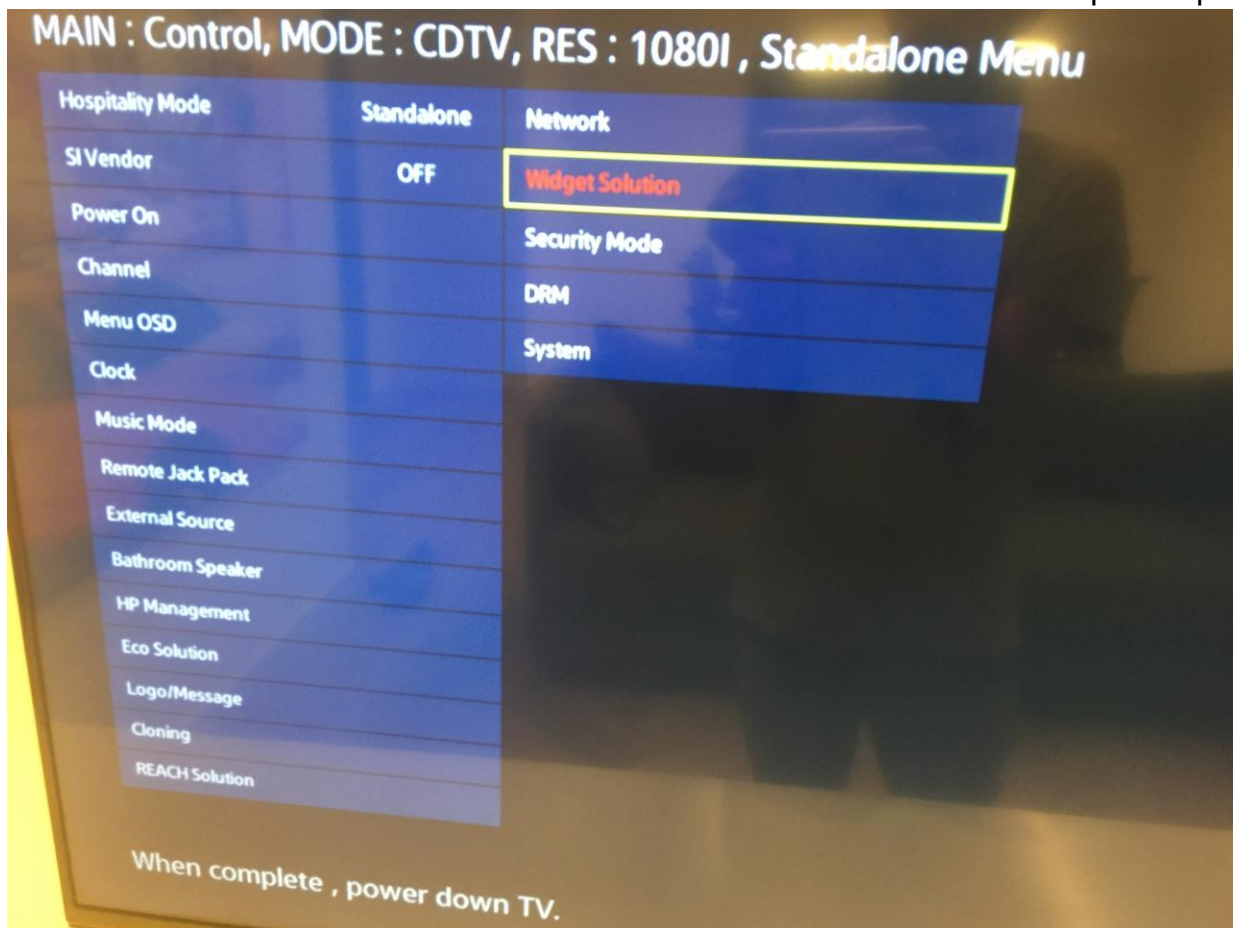 MAIN : Control, MODE : CDTV, RES : 1080I , Standalone Menu
Hospitality Mode Standalone
SI Vendor OFF
Power On
Channel
Menu OSD
Clock
Music Mode
Remote Jack Pack
External Source
Bathroom Speaker
HP Management
Eco Solution
Logo/Message
Cloning
REACH Solution
Network
Widget Solution
Security Mode
DRM
System
When complete , power down TV.